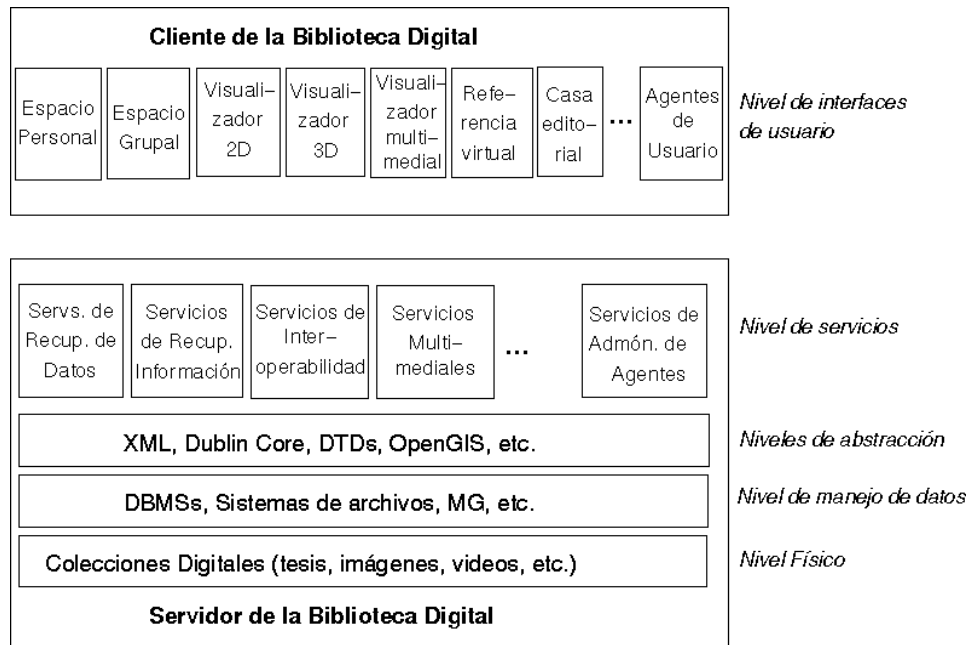 Cliente de la Biblioteca Digital
Espacio
Personal
Espacio
Grupal
Visuali–
zador
2D
Visuali–
zador
3D
Visuali–
zador
multi–
medial
Refe–
rencia
virtual
Casa
edito–
rial
...
Agentes
de
Usuario
Nivel de interfaces
de usuario
Servs. de
Recup. de
Datos
Servicios
de Recup.
Información
Servicios de
Inter–
operabilidad
Servicios
Multi–
mediales
...
Servicios de
Admón. de
Agentes
Nivel de servicios
XML, Dublin Core, DTDs, OpenGIS, etc.
Niveles de abstracción
DBMSs, Sistemas de archivos, MG, etc.
Nivel de manejo de datos
Colecciones Digitales (tesis, imágenes, videos, etc.)
Nivel Físico
Servidor de la Biblioteca Digital